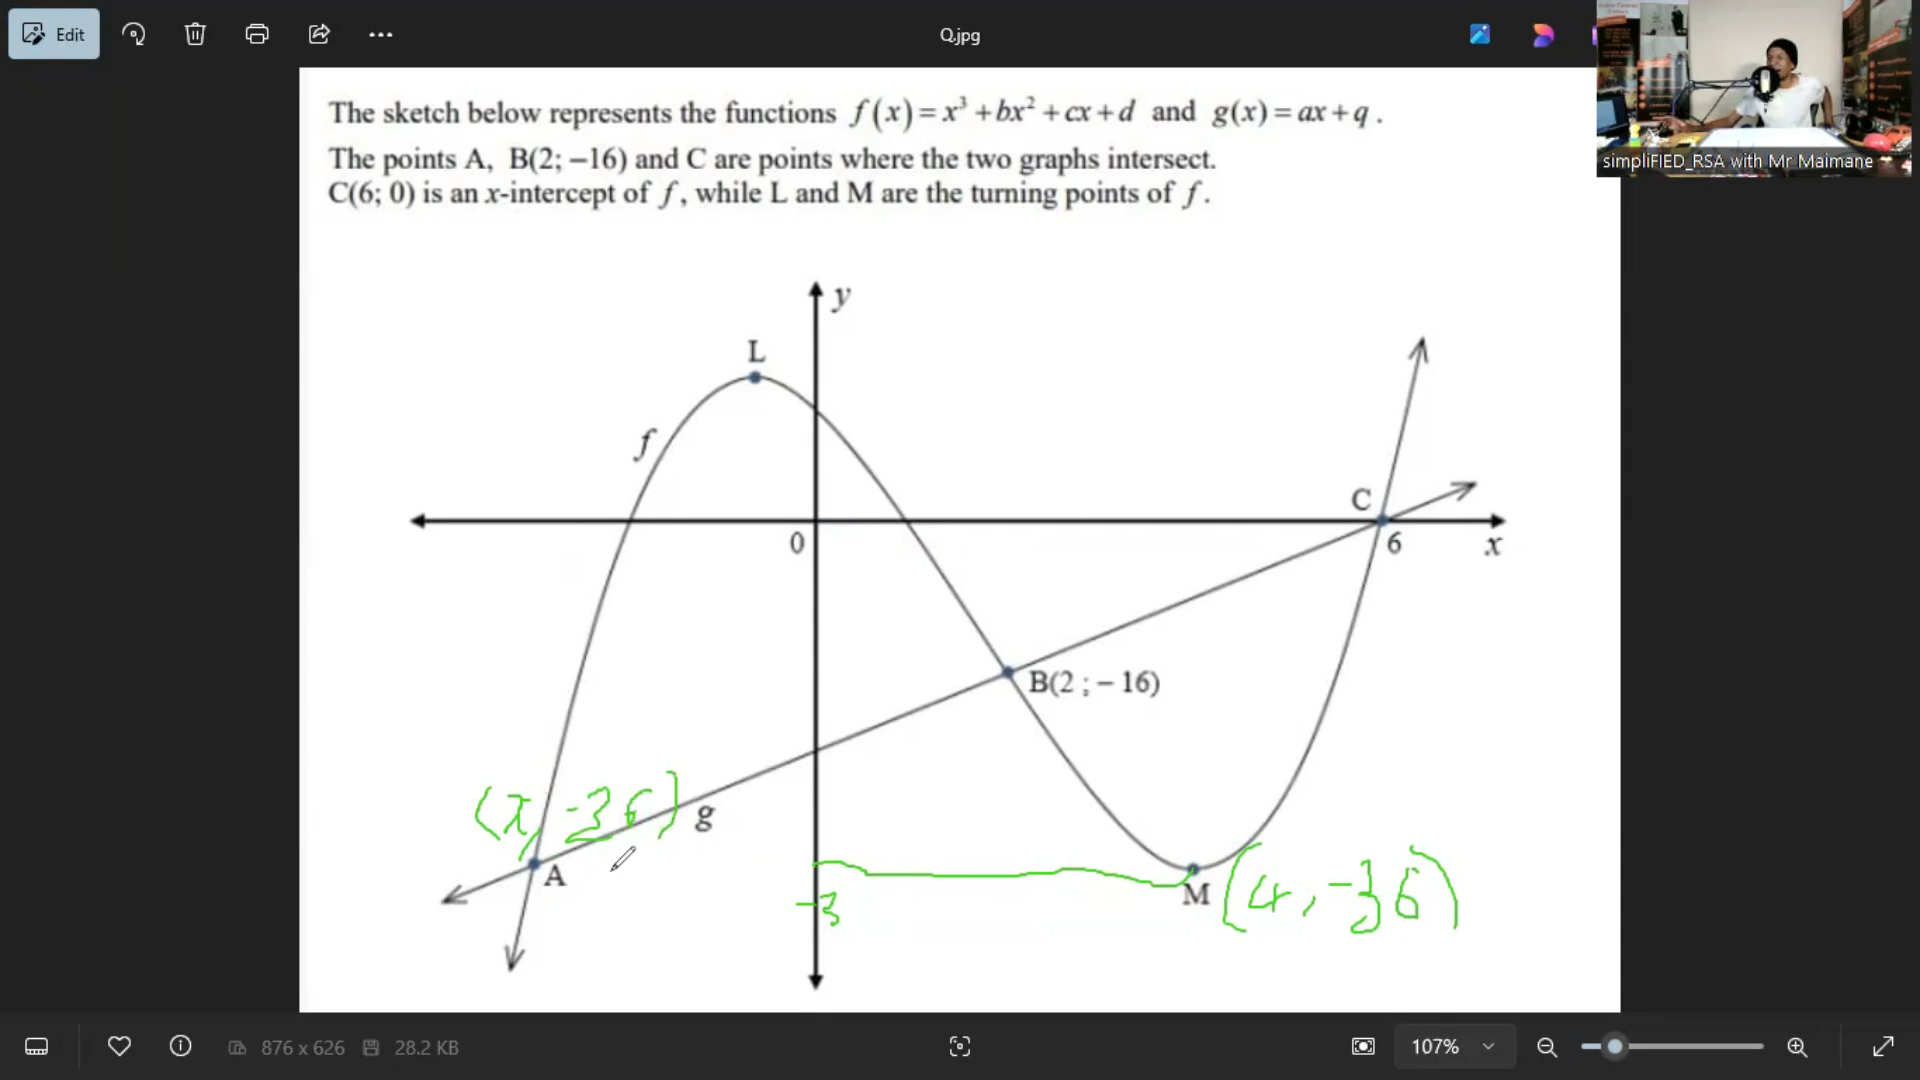 Edit
Q.jpg
The sketch below represents the functions f(x) = x³ + bx² + cx + d and g(x) = ax + q.
The points A, B(2; −16) and C are points where the two graphs intersect.
C(6; 0) is an x-intercept of f, while L and M are the turning points of f.
simpliFIED_RSA with Mr Maimane
y
L
f
C
0
6
x
B(2 ; − 16)
(x, -36)
g
A
-3
M (4, -36)
876 x 626
28.2 KB
107%